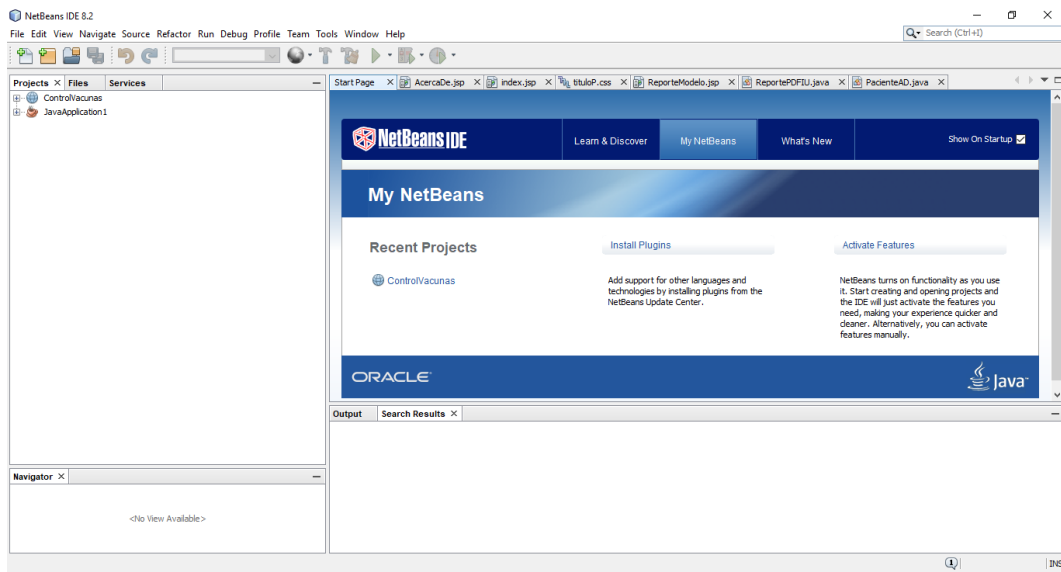 NetBeans IDE 8.2
File Edit View Navigate Source Refactor Run Debug Profile Team Tools Window Help
Search (Ctrl+I)
Projects Files Services
ControlVacunas
JavaApplication1
Start Page AcercaDe.jsp index.jsp tituloP.css ReporteModelo.jsp ReportePDFIU.java PacienteAD.java
NetBeans IDE
Learn & Discover My NetBeans What's New Show On Startup
My NetBeans
Recent Projects
ControlVacunas
Install Plugins
Add support for other languages and
technologies by installing plugins from the
NetBeans Update Center.
Activate Features
NetBeans turns on functionality as you use
it. Start creating and opening projects and
the IDE will just activate the features you
need, making your experience quicker and
cleaner. Alternatively, you can activate
features manually.
ORACLE
Java
Output Search Results
Navigator
<No View Available>
1
INS